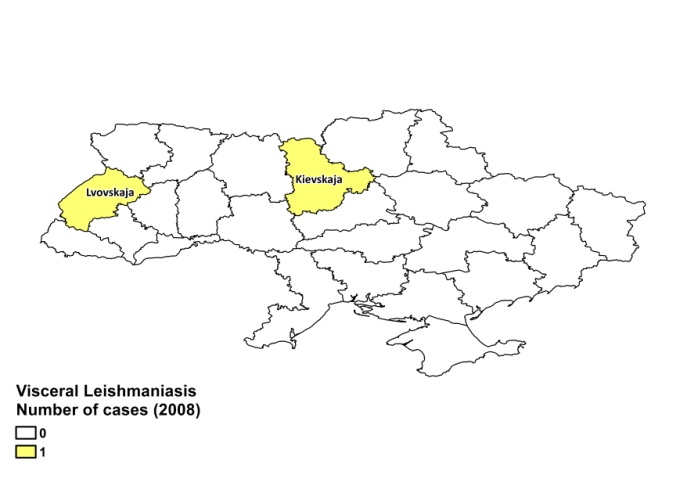 Kievskaja
Lvovskaja
Visceral Leishmaniasis
Number of cases (2008)
0
1